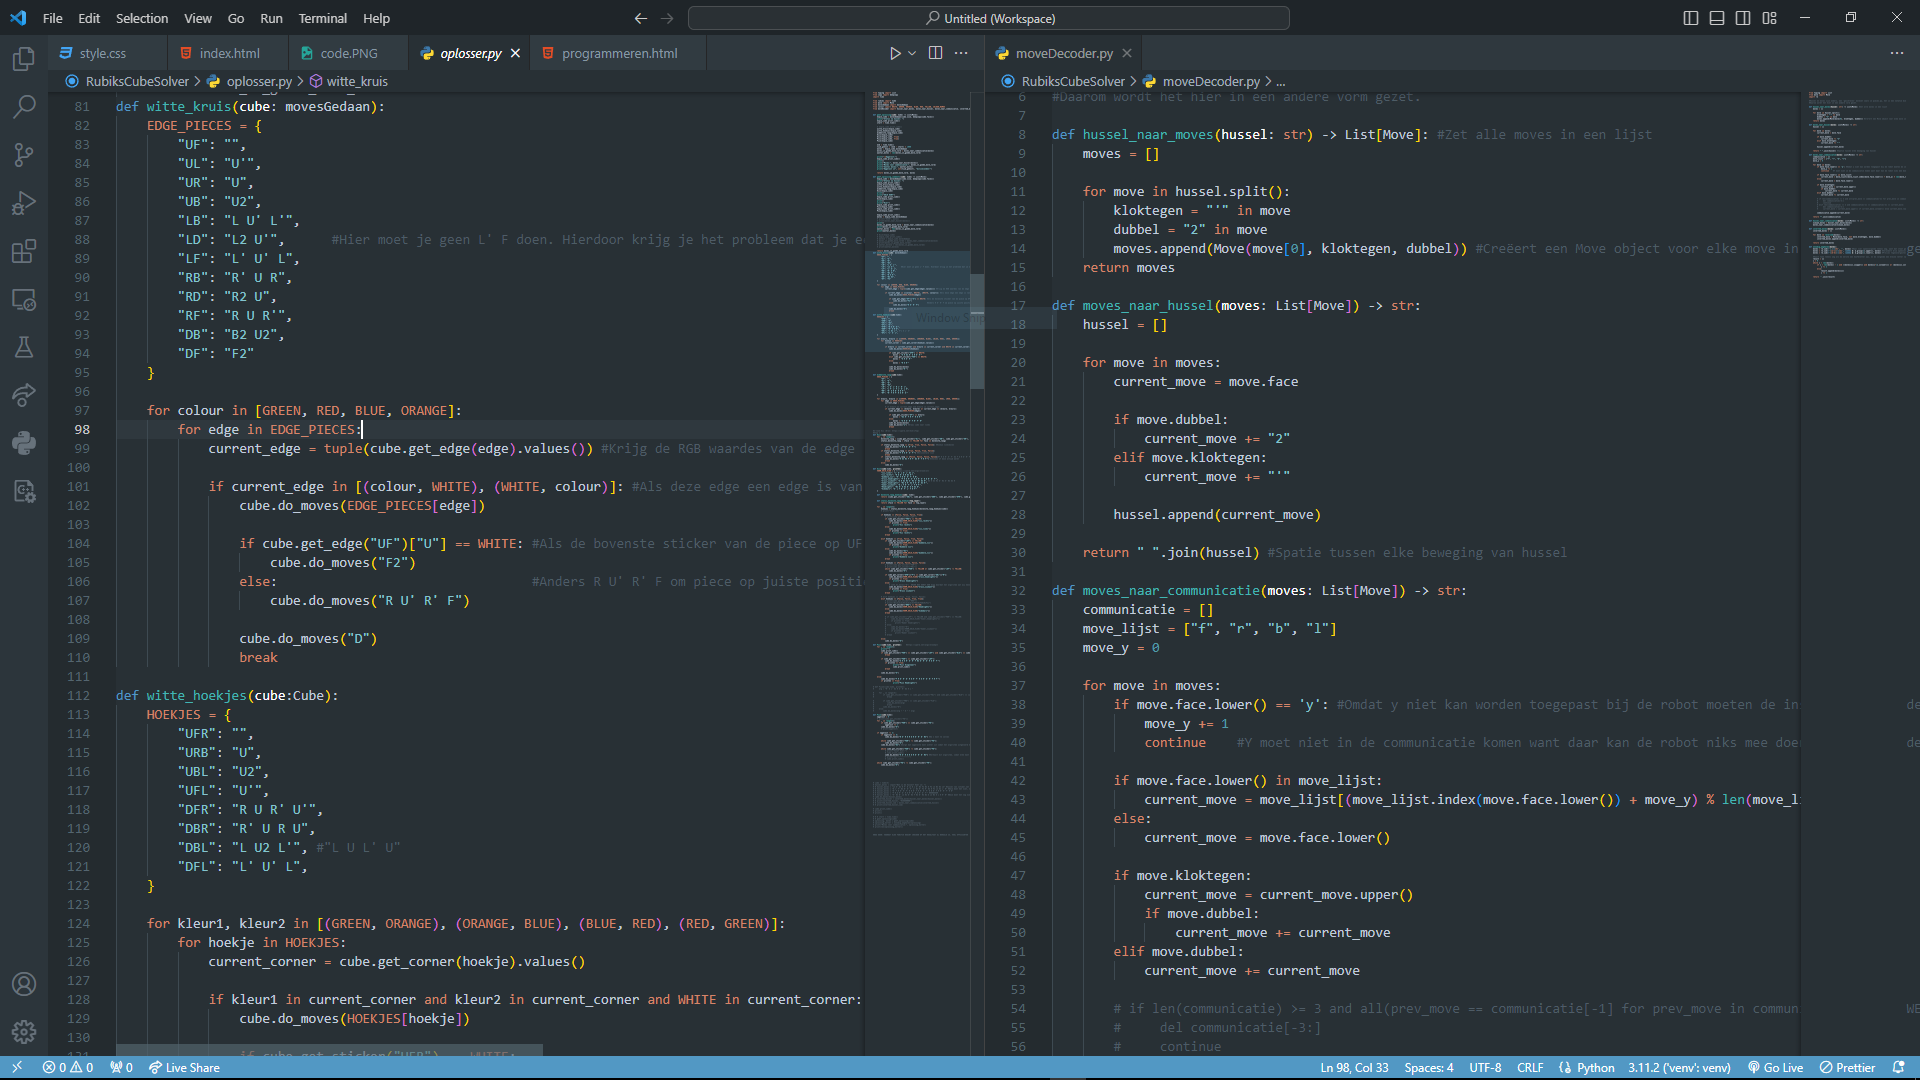 File Edit Selection View Go Run Terminal Help
Untitled (Workspace)
style.css index.html code.PNG oplosser.py programmeren.html
RubiksCubeSolver > oplosser.py > witte_kruis
81 def witte_kruis(cube: movesGedaan):
82 EDGE_PIECES = {
83 "UF": "",
84 "UL": "U'",
85 "UR": "U",
86 "UB": "U2",
87 "LB": "L U' L'",
88 "LD": "L2 U'", #Hier moet je geen L' F doen. Hierdoor krijg je het probleem dat je e
89 "LF": "L' U' L",
90 "RB": "R' U R",
91 "RD": "R2 U",
92 "RF": "R U R'",
93 "DB": "B2 U2",
94 "DF": "F2"
95 }
96
97 for colour in [GREEN, RED, BLUE, ORANGE]:
98 for edge in EDGE_PIECES:
99 current_edge = tuple(cube.get_edge(edge).values()) #Krijg de RGB waardes van de edge
100
101 if current_edge in [(colour, WHITE), (WHITE, colour)]: #Als deze edge een edge is van
102 cube.do_moves(EDGE_PIECES[edge])
103
104 if cube.get_edge("UF")["U"] == WHITE: #Als de bovenste sticker van de piece op UF
105 cube.do_moves("F2")
106 else: #Anders R U' R' F om piece op juiste positi
107 cube.do_moves("R U' R' F")
108
109 cube.do_moves("D")
110 break
111
112 def witte_hoekjes(cube:Cube):
113 HOEKJES = {
114 "UFR": "",
115 "URB": "U",
116 "UBL": "U2",
117 "UFL": "U'",
118 "DFR": "R U R' U'",
119 "DBR": "R' U R U",
120 "DBL": "L U2 L'", #"L U L' U"
121 "DFL": "L' U' L",
122 }
123
124 for kleur1, kleur2 in [(GREEN, ORANGE), (ORANGE, BLUE), (BLUE, RED), (RED, GREEN)]:
125 for hoekje in HOEKJES:
126 current_corner = cube.get_corner(hoekje).values()
127
128 if kleur1 in current_corner and kleur2 in current_corner and WHITE in current_corner:
129 cube.do_moves(HOEKJES[hoekje])
130
Window Snip
moveDecoder.py
RubiksCubeSolver > moveDecoder.py > ...
6 #Daarom wordt het hier in een andere vorm gezet.
7
8 def hussel_naar_moves(hussel: str) -> List[Move]: #Zet alle moves in een lijst
9 moves = []
10
11 for move in hussel.split():
12 kloktegen = "'" in move
13 dubbel = "2" in move
14 moves.append(Move(move[0], kloktegen, dubbel)) #Creëert een Move object voor elke move in ge
15 return moves
16
17 def moves_naar_hussel(moves: List[Move]) -> str:
18 hussel = []
19
20 for move in moves:
21 current_move = move.face
22
23 if move.dubbel:
24 current_move += "2"
25 elif move.kloktegen:
26 current_move += "'"
27
28 hussel.append(current_move)
29
30 return " ".join(hussel) #Spatie tussen elke beweging van hussel
31
32 def moves_naar_communicatie(moves: List[Move]) -> str:
33 communicatie = []
34 move_lijst = ["f", "r", "b", "l"]
35 move_y = 0
36
37 for move in moves:
38 if move.face.lower() == 'y': #Omdat y niet kan worden toegepast bij de robot moeten de in de
39 move_y += 1
40 continue #Y moet niet in de communicatie komen want daar kan de robot niks mee doe de
41
42 if move.face.lower() in move_lijst:
43 current_move = move_lijst[(move_lijst.index(move.face.lower()) + move_y) % len(move_l
44 else:
45 current_move = move.face.lower()
46
47 if move.kloktegen:
48 current_move = current_move.upper()
49 if move.dubbel:
50 current_move += current_move
51 elif move.dubbel:
52 current_move += current_move
53
54 # if len(communicatie) >= 3 and all(prev_move == communicatie[-1] for prev_move in commun WE
55 # del communicatie[-3:]
56 # continue
0 0 0 Live Share Ln 98, Col 33 Spaces: 4 UTF-8 CRLF Python 3.11.2 ('venv': venv) Go Live Prettier